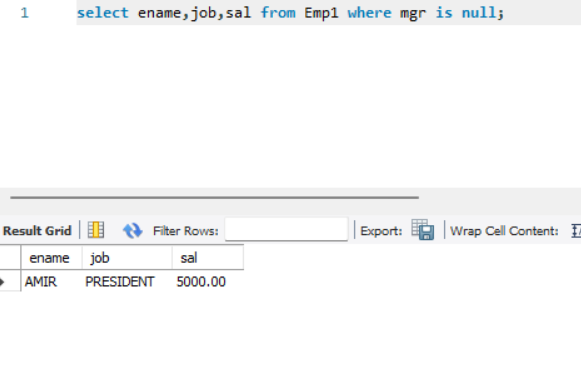 1 select ename,job,sal from Emp1 where mgr is null;
Result Grid Filter Rows: Export: Wrap Cell Content:
ename job sal
AMIR PRESIDENT 5000.00